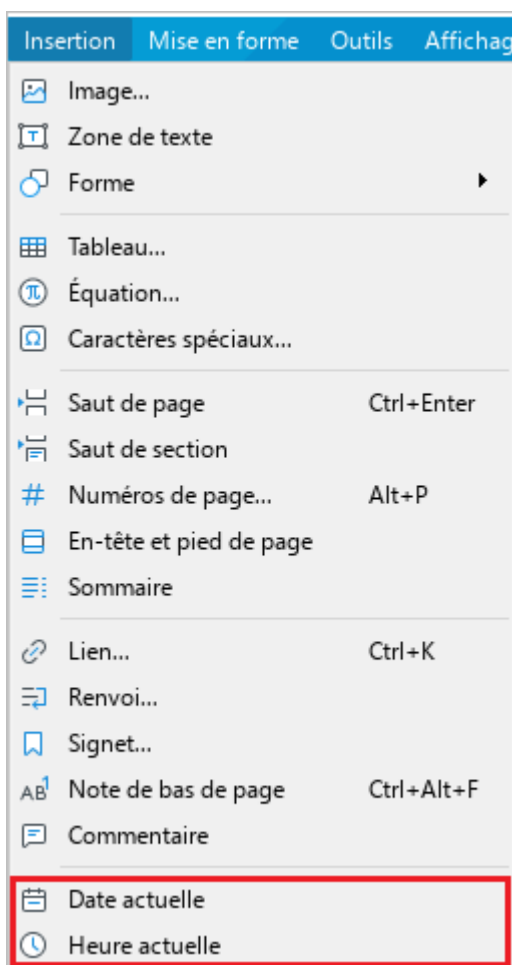 Insertion Mise en forme Outils Affichag
Image...
Zone de texte
Forme
Tableau...
Équation...
Caractères spéciaux...
Saut de page Ctrl+Enter
Saut de section
Numéros de page... Alt+P
En-tête et pied de page
Sommaire
Lien... Ctrl+K
Renvoi...
Signet...
Note de bas de page Ctrl+Alt+F
Commentaire
Date actuelle
Heure actuelle